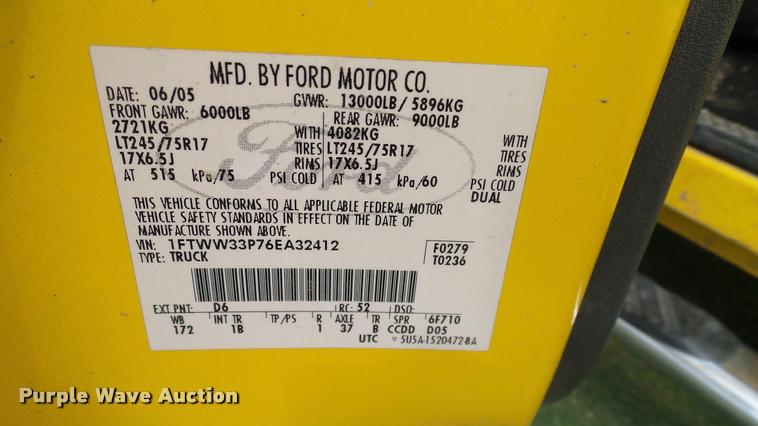 MFD. BY FORD MOTOR CO.
DATE: 06/05 GVWR: 13000LB/ 5896KG
FRONT GAWR: 6000LB REAR GAWR: 9000LB
2721KG WITH 4082KG WITH
LT245/75R17 TIRES LT245/75R17 TIRES
17X6.5J RIMS 17X6.5J RIMS
AT 515 kPa/75 PSI COLD AT 415 kPa/60 PSI COLD
DUAL
Ford
THIS VEHICLE CONFORMS TO ALL APPLICABLE FEDERAL MOTOR
VEHICLE SAFETY STANDARDS IN EFFECT ON THE DATE OF
MANUFACTURE SHOWN ABOVE.
VIN: 1FTWW33P76EA32412 F0279
TYPE: TRUCK T0236
EXT PNT: D6 RC: 52 DSO:
WB INT TR TP/PS R AXLE TR SPR 6F710
172 1B 1 37 B CCDD D05
UTC 5U5A-1520472-BA
Purple Wave Auction